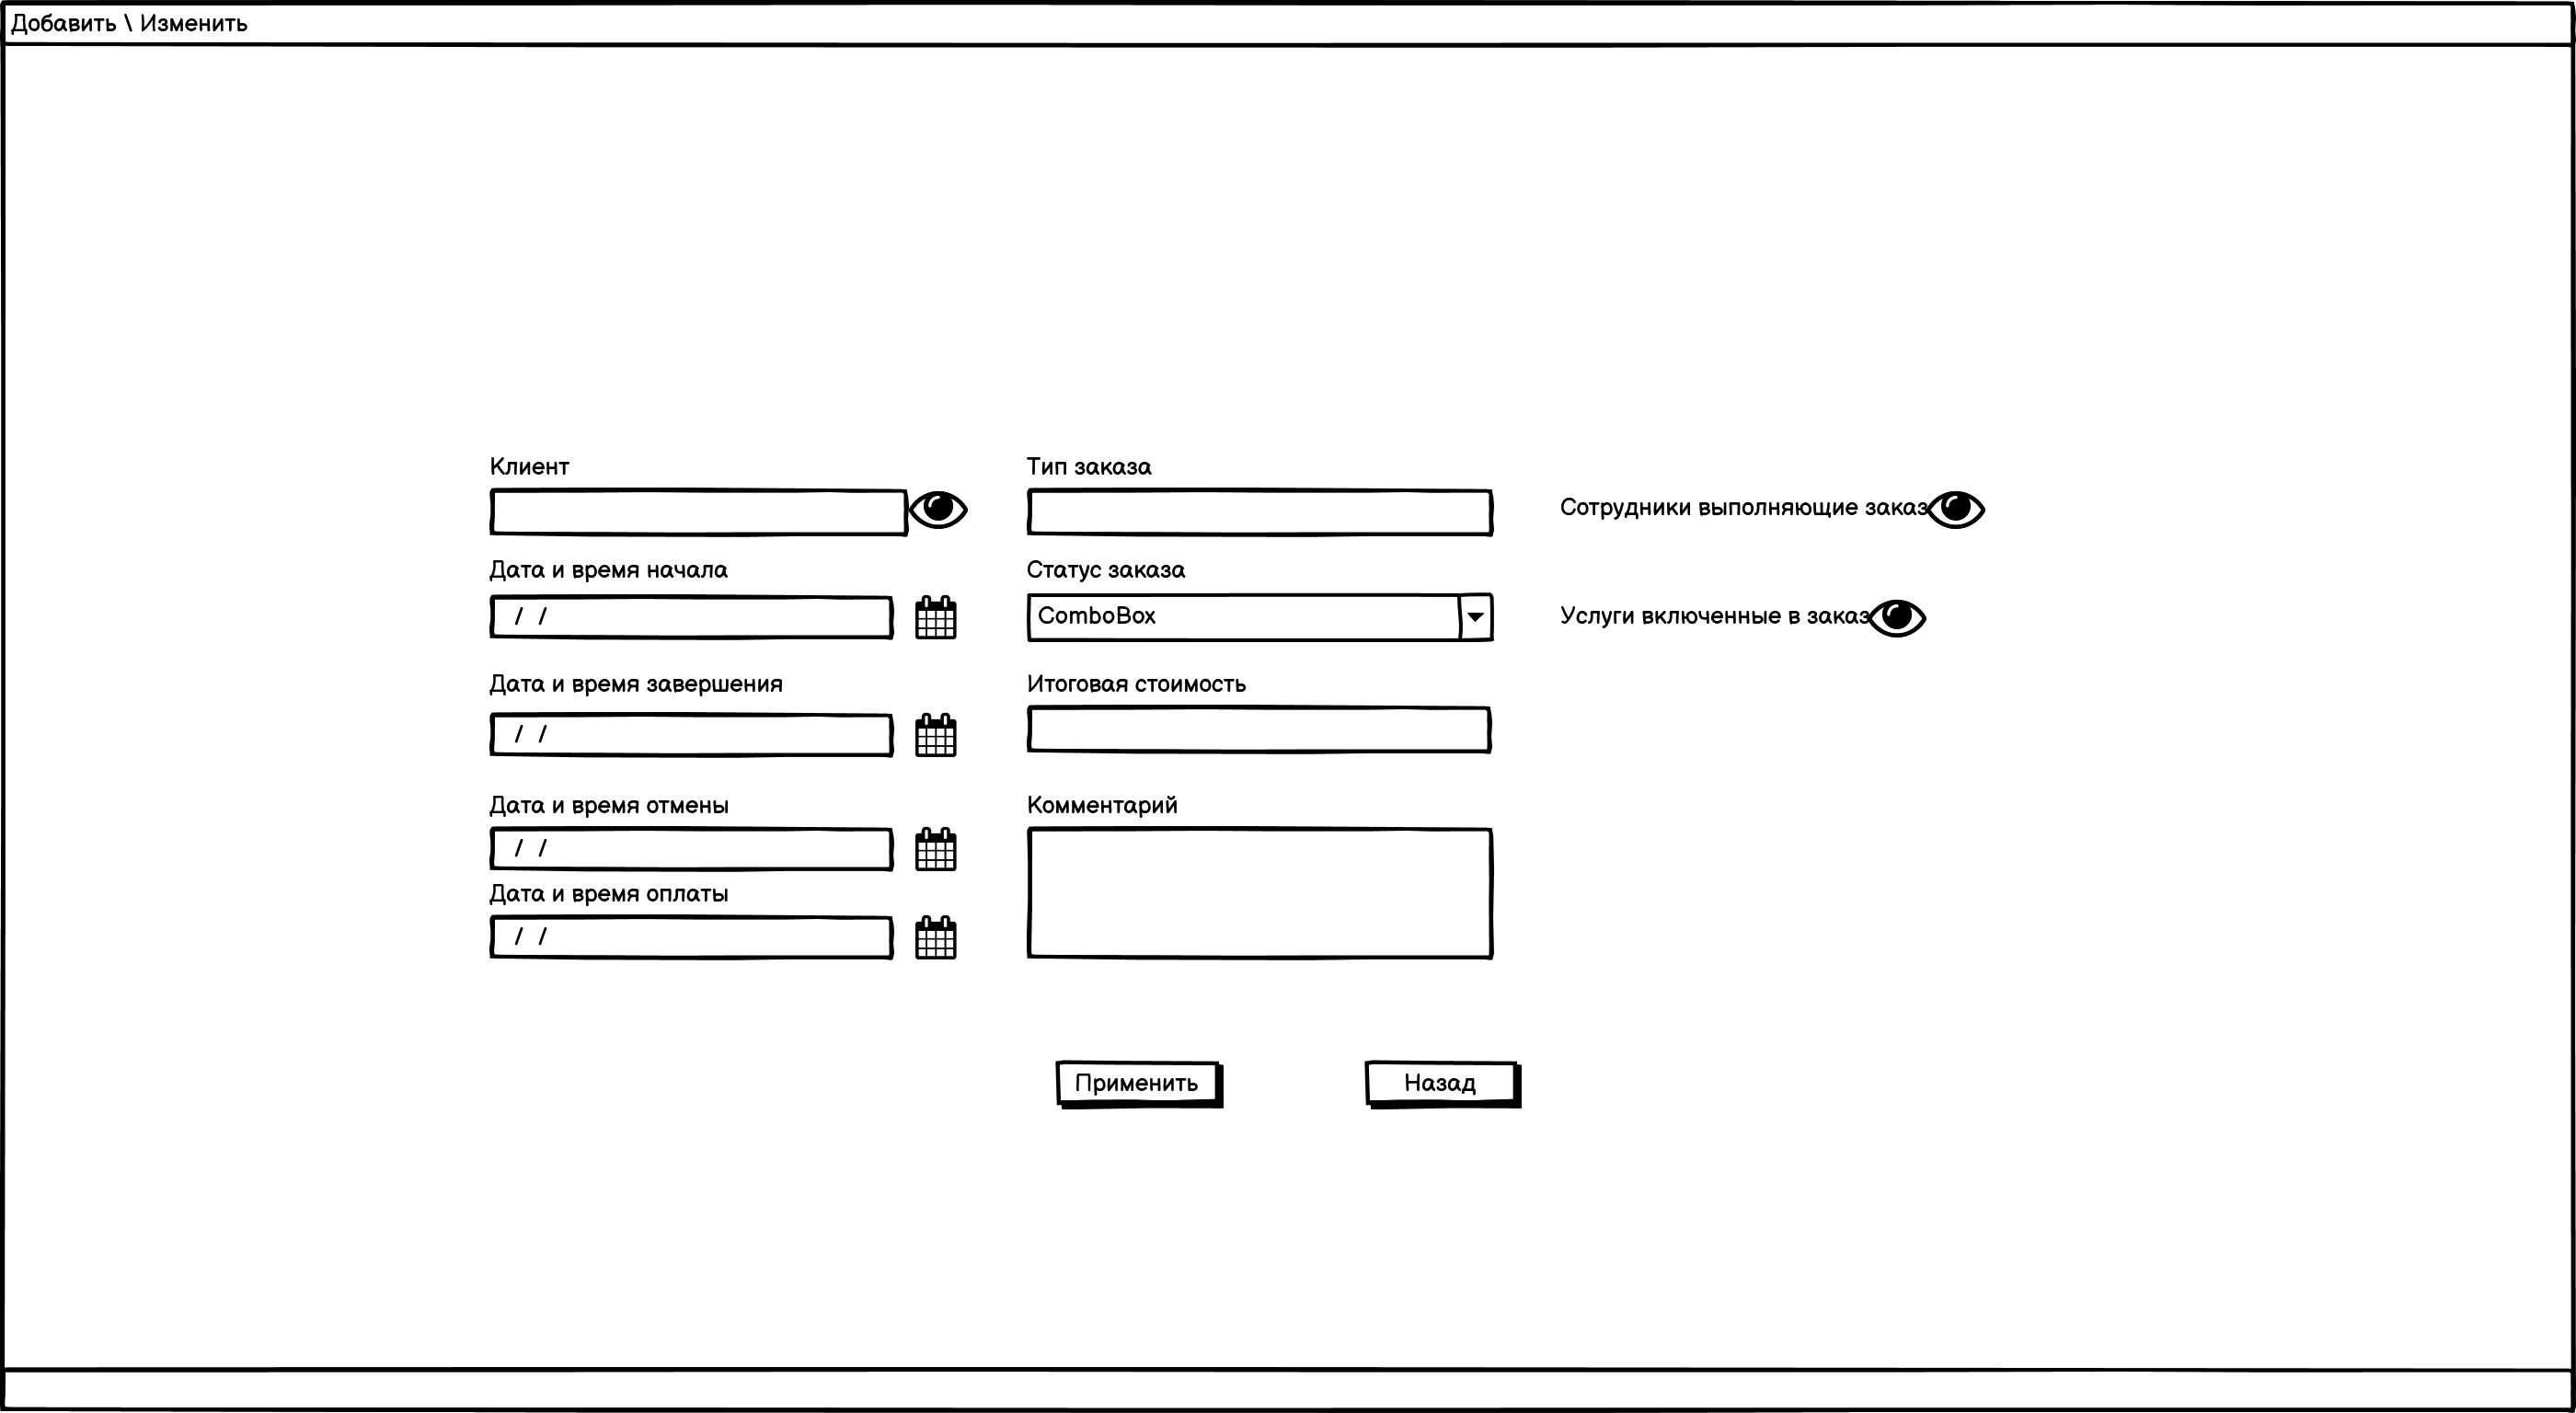 Добавить \ Изменить
Клиент
Тип заказа
Сотрудники выполняющие заказ
Дата и время начала
Статус заказа
/ /
ComboBox
Услуги включенные в заказ
Дата и время завершения
Итоговая стоимость
/ /
Дата и время отмены
Комментарий
/ /
Дата и время оплаты
/ /
Применить
Назад